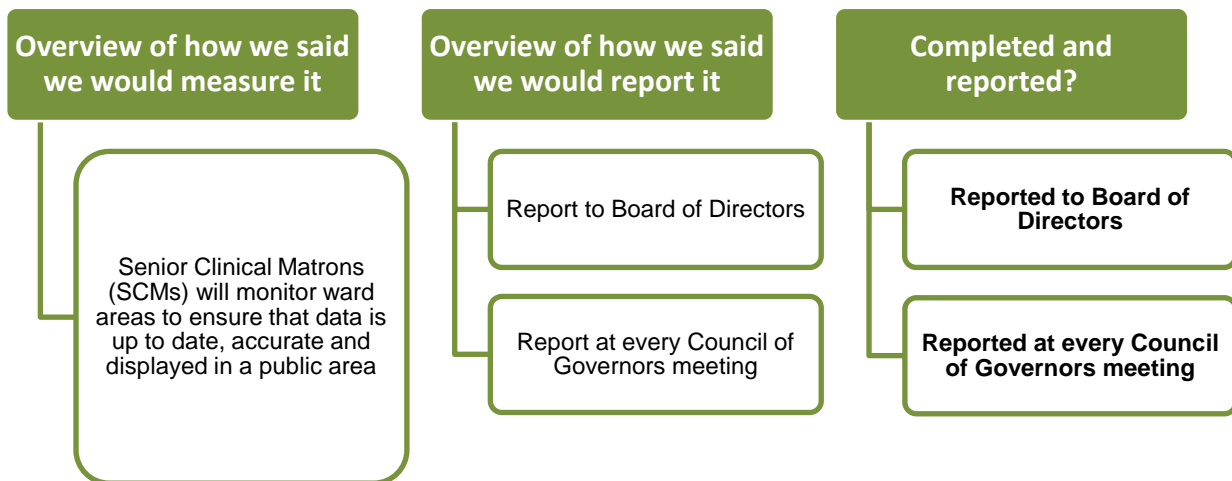 Overview of how we said
we would measure it
Senior Clinical Matrons
(SCMs) will monitor ward
areas to ensure that data is
up to date, accurate and
displayed in a public area
Overview of how we said
we would report it
Report to Board of Directors
Report at every Council of
Governors meeting
Completed and
reported?
Reported to Board of
Directors
Reported at every Council
of Governors meeting